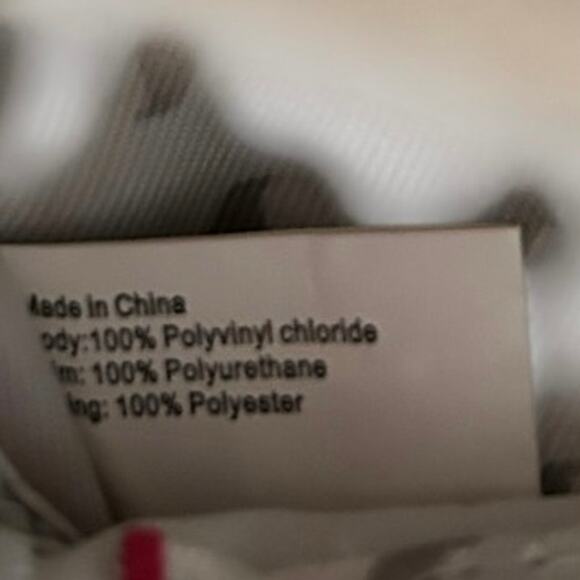 Made in China
ody:100% Polyvinyl chloride
im: 100% Polyurethane
ing: 100% Polyester